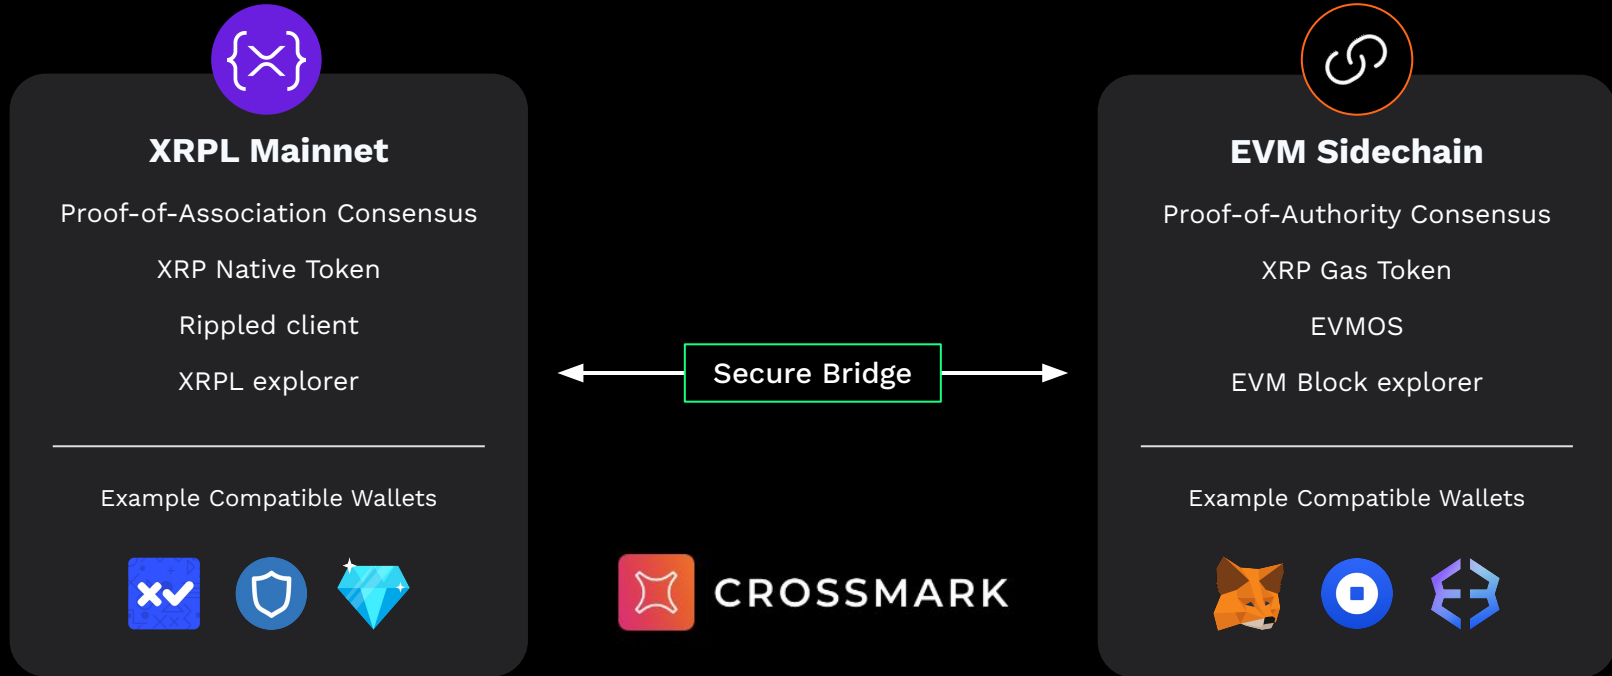 XRPL Mainnet
Proof-of-Association Consensus
XRP Native Token
Rippled client
XRPL explorer
Example Compatible Wallets
Secure Bridge
CROSSMARK
EVM Sidechain
Proof-of-Authority Consensus
XRP Gas Token
EVMOS
EVM Block explorer
Example Compatible Wallets